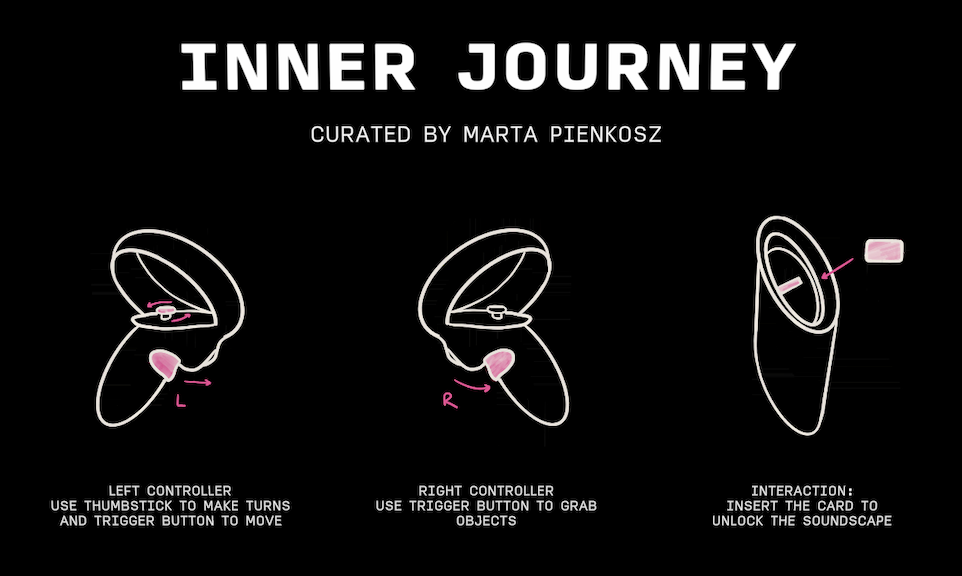 INNER JOURNEY
CURATED BY MARTA PIENKOSZ
L
R
LEFT CONTROLLER
USE THUMBSTICK TO MAKE TURNS
AND TRIGGER BUTTON TO MOVE
RIGHT CONTROLLER
USE TRIGGER BUTTON TO GRAB
OBJECTS
INTERACTION:
INSERT THE CARD TO
UNLOCK THE SOUNDSCAPE